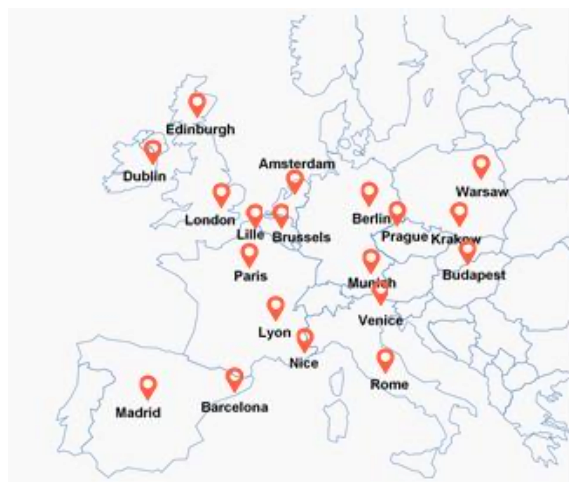 Edinburgh
Dublin
Amsterdam
Warsaw
London
Berlin
Lille
Brussels
Prague
Krakow
Paris
Munich
Budapest
Venice
Lyon
Nice
Rome
Madrid
Barcelona